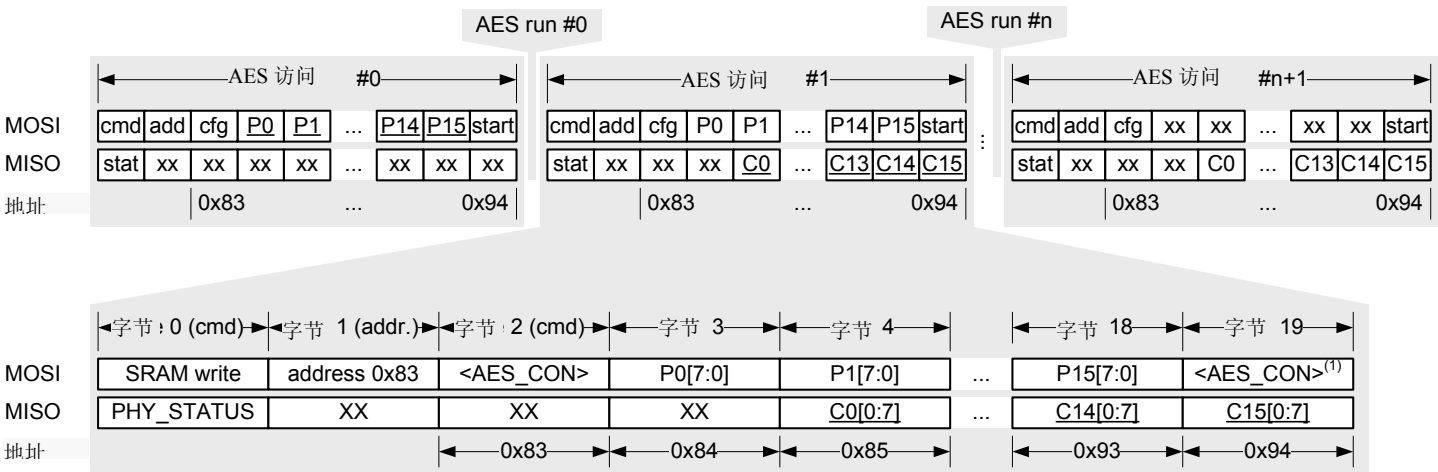 AES run #0 AES run #n
AES 访问 #0 AES 访问 #1 AES 访问 #n+1
MOSI cmd add cfg P0 P1 ... P14 P15 start cmd add cfg P0 P1 ... P14 P15 start ... cmd add cfg xx xx ... xx xx start
MISO stat xx xx xx xx ... xx xx xx stat xx xx xx C0 ... C13 C14 C15 stat xx xx xx C0 ... C13 C14 C15
地址 0x83 ... 0x94 0x83 ... 0x94 0x83 ... 0x94
字节 0 (cmd) 字节 1 (addr.) 字节 2 (cmd) 字节 3 字节 4 字节 18 字节 19
MOSI SRAM write address 0x83 <AES_CON> P0[7:0] P1[7:0] ... P15[7:0] <AES_CON>(1)
MISO PHY_STATUS XX XX XX C0[0:7] ... C14[0:7] C15[0:7]
地址 0x83 0x84 0x85 0x93 0x94